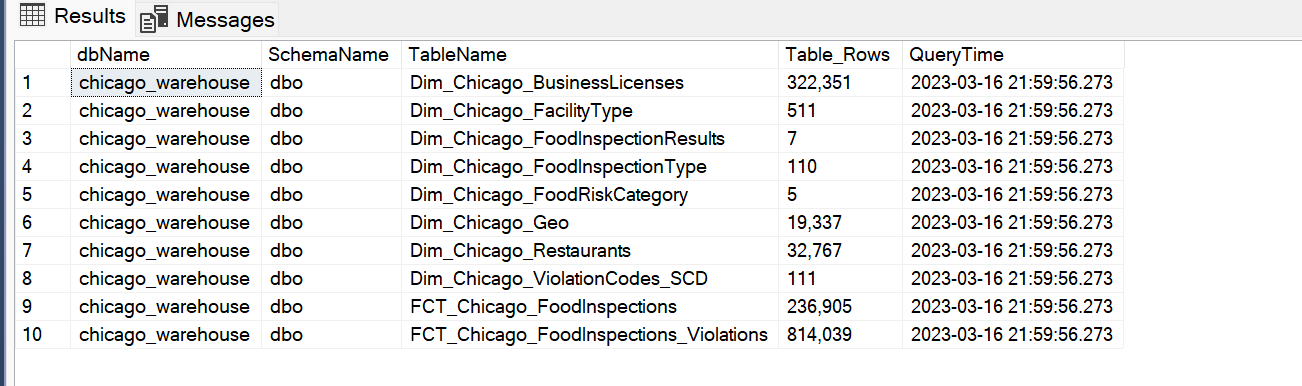 Results Messages
dbName SchemaName TableName Table_Rows QueryTime
1 chicago_warehouse dbo Dim_Chicago_BusinessLicenses 322,351 2023-03-16 21:59:56.273
2 chicago_warehouse dbo Dim_Chicago_FacilityType 511 2023-03-16 21:59:56.273
3 chicago_warehouse dbo Dim_Chicago_FoodInspectionResults 7 2023-03-16 21:59:56.273
4 chicago_warehouse dbo Dim_Chicago_FoodInspectionType 110 2023-03-16 21:59:56.273
5 chicago_warehouse dbo Dim_Chicago_FoodRiskCategory 5 2023-03-16 21:59:56.273
6 chicago_warehouse dbo Dim_Chicago_Geo 19,337 2023-03-16 21:59:56.273
7 chicago_warehouse dbo Dim_Chicago_Restaurants 32,767 2023-03-16 21:59:56.273
8 chicago_warehouse dbo Dim_Chicago_ViolationCodes_SCD 111 2023-03-16 21:59:56.273
9 chicago_warehouse dbo FCT_Chicago_FoodInspections 236,905 2023-03-16 21:59:56.273
10 chicago_warehouse dbo FCT_Chicago_FoodInspections_Violations 814,039 2023-03-16 21:59:56.273